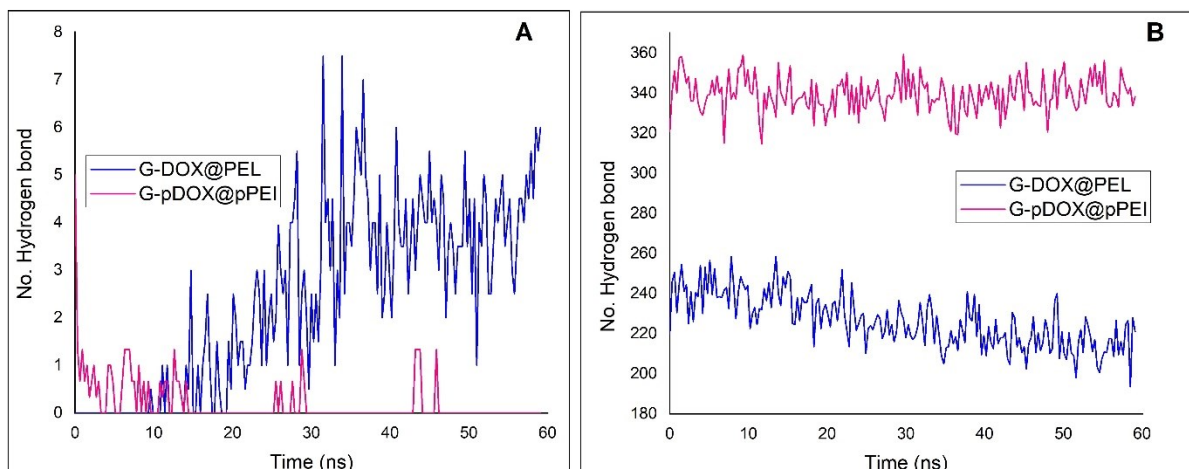 A
No. Hydrogen bond
8
7
6
5
4
3
2
1
0
G-DOX@PEL
G-pDOX@pPEI
0 10 20 30 40 50 60
Time (ns)
B
No. Hydrogen bond
360
340
320
300
280
260
240
220
200
180
G-DOX@PEL
G-pDOX@pPEI
0 10 20 30 40 50 60
Time (ns)